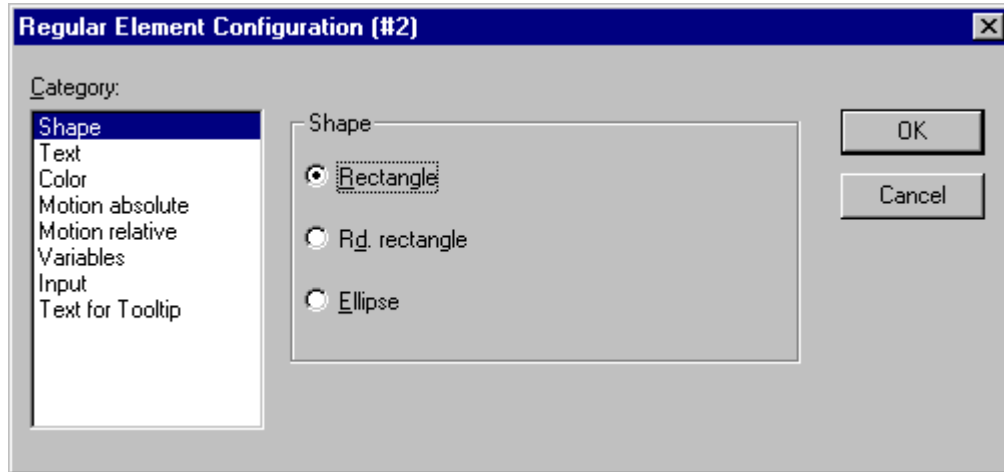 Regular Element Configuration (#2)
Category:
Shape
Text
Color
Motion absolute
Motion relative
Variables
Input
Text for Tooltip
Shape
Rectangle
Rd. rectangle
Ellipse
OK
Cancel